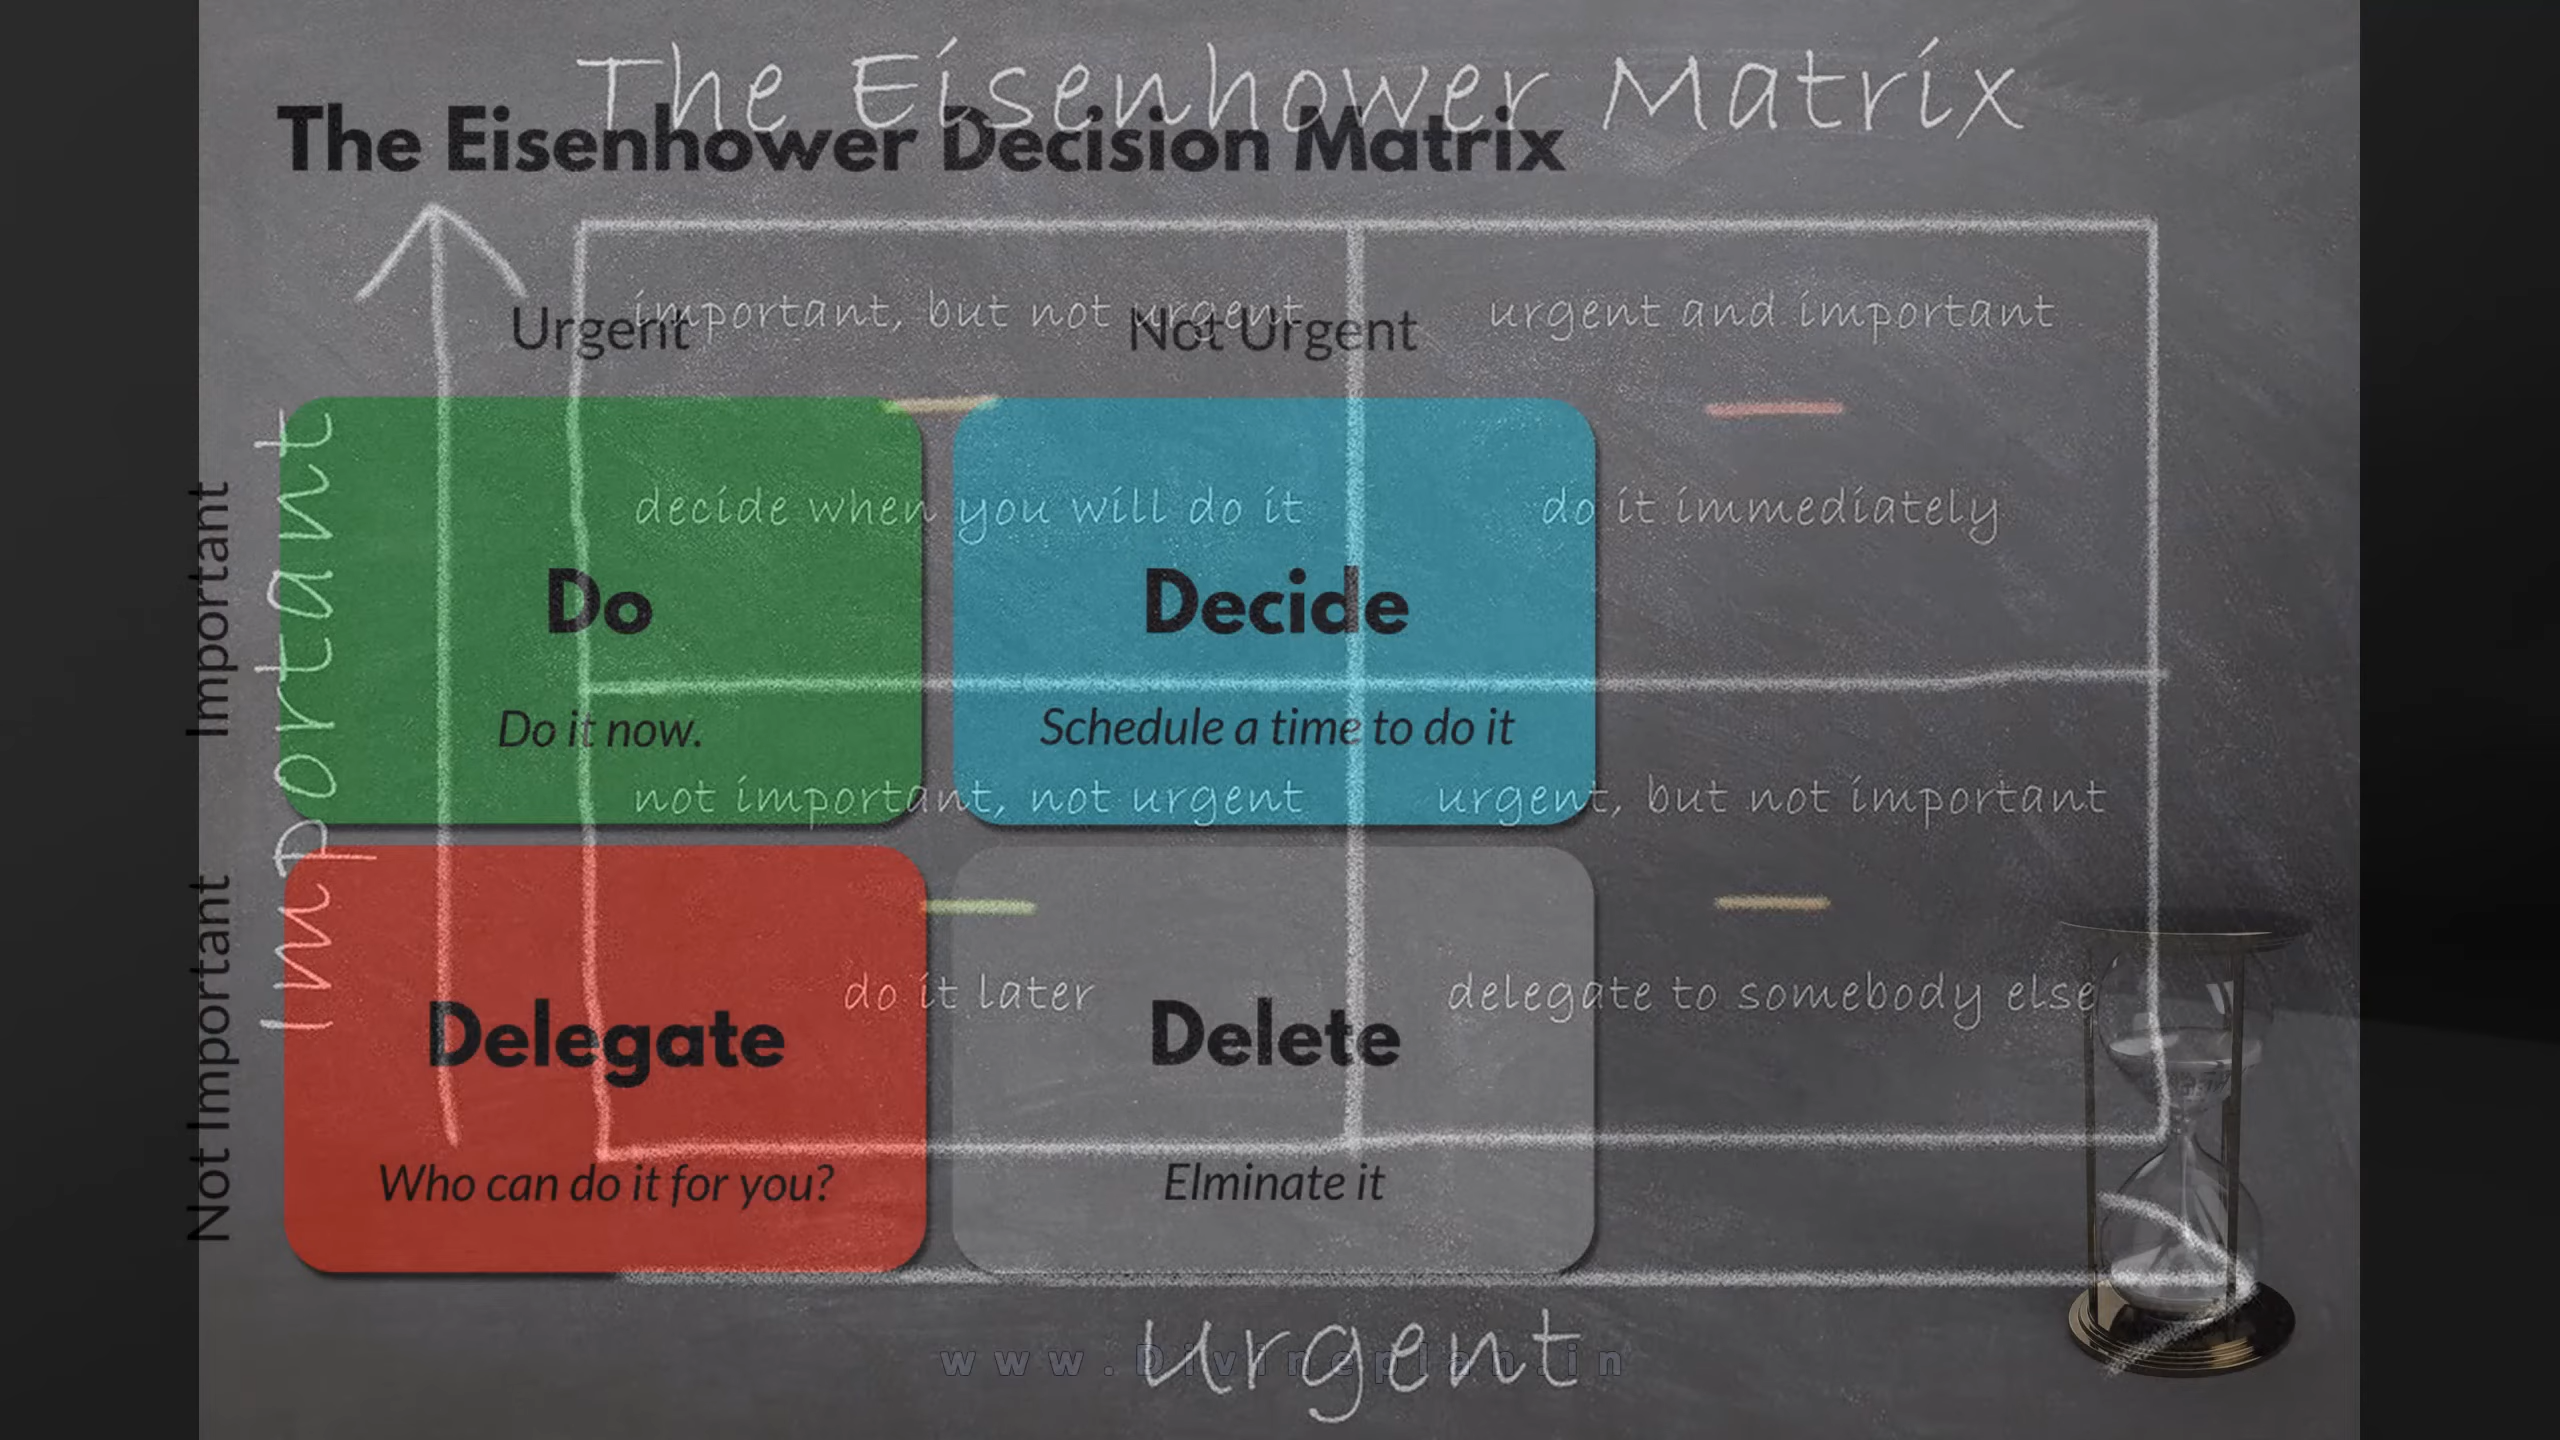 The Eisenhower Matrix
The Eisenhower Decision Matrix
important, but not urgent
urgent and important
Urgent
Not Urgent
decide when you will do it
do it immediately
Important
Important
Do
Decide
Do it now.
Schedule a time to do it
not important, not urgent
urgent, but not important
Not Important
do it later
delegate to somebody else
Delegate
Delete
Who can do it for you?
Elminate it
urgent
www.Divineplan.in